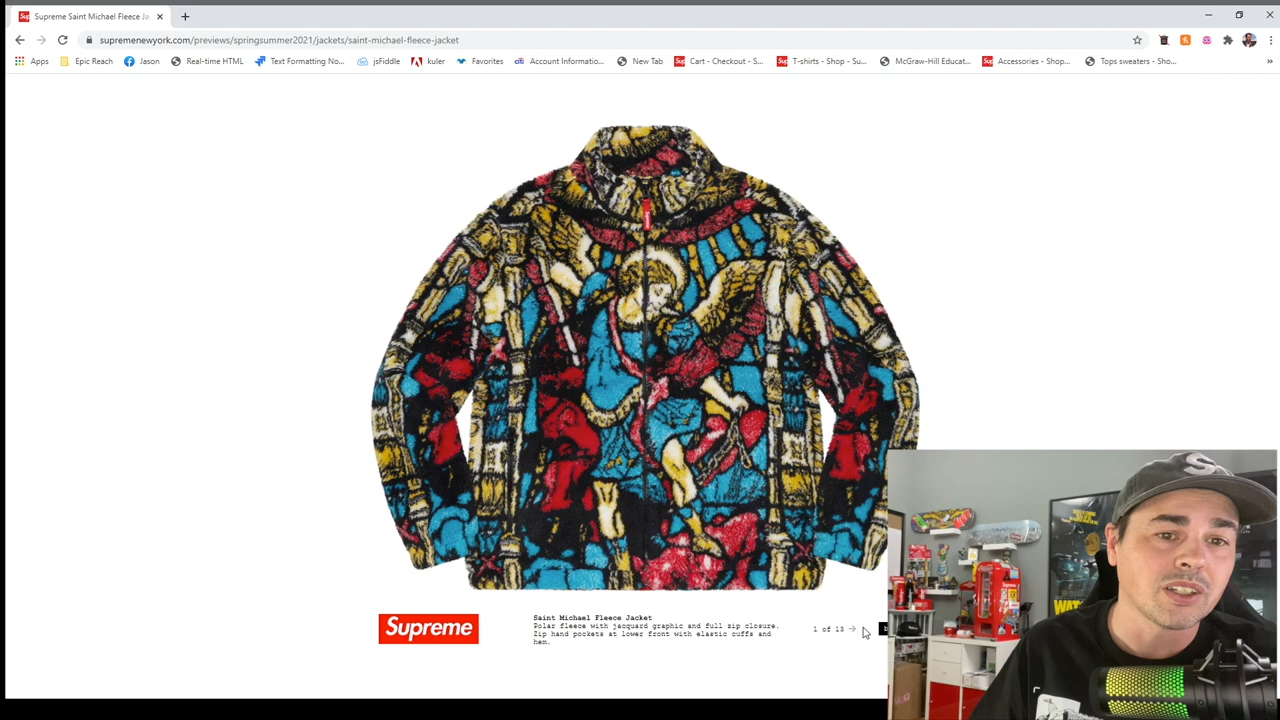 Supreme Saint Michael Fleece Ja
supremenewyork.com/previews/springsummer2021/jackets/saint-michael-fleece-jacket
Apps Epic Reach Jason Real-time HTML Text Formatting No... jsFiddle kuler Favorites Account Informatio... New Tab Cart - Checkout - S... T-shirts - Shop - Su... McGraw-Hill Educat... Accessories - Shop... Tops sweaters - Sho... »
Supreme
Saint Michael Fleece Jacket
Polar fleece with jacquard graphic and full zip closure.
Zip hand pockets at lower front with elastic cuffs and
hem.
1 of 13 →
S